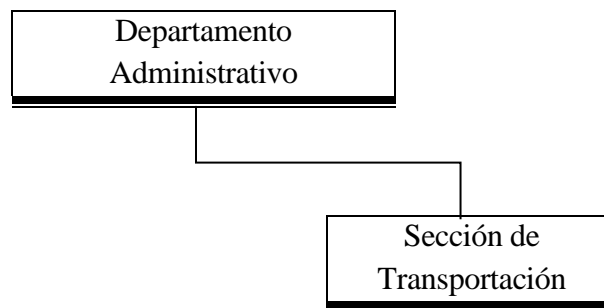 Departamento
Administrativo
Sección de
Transportación